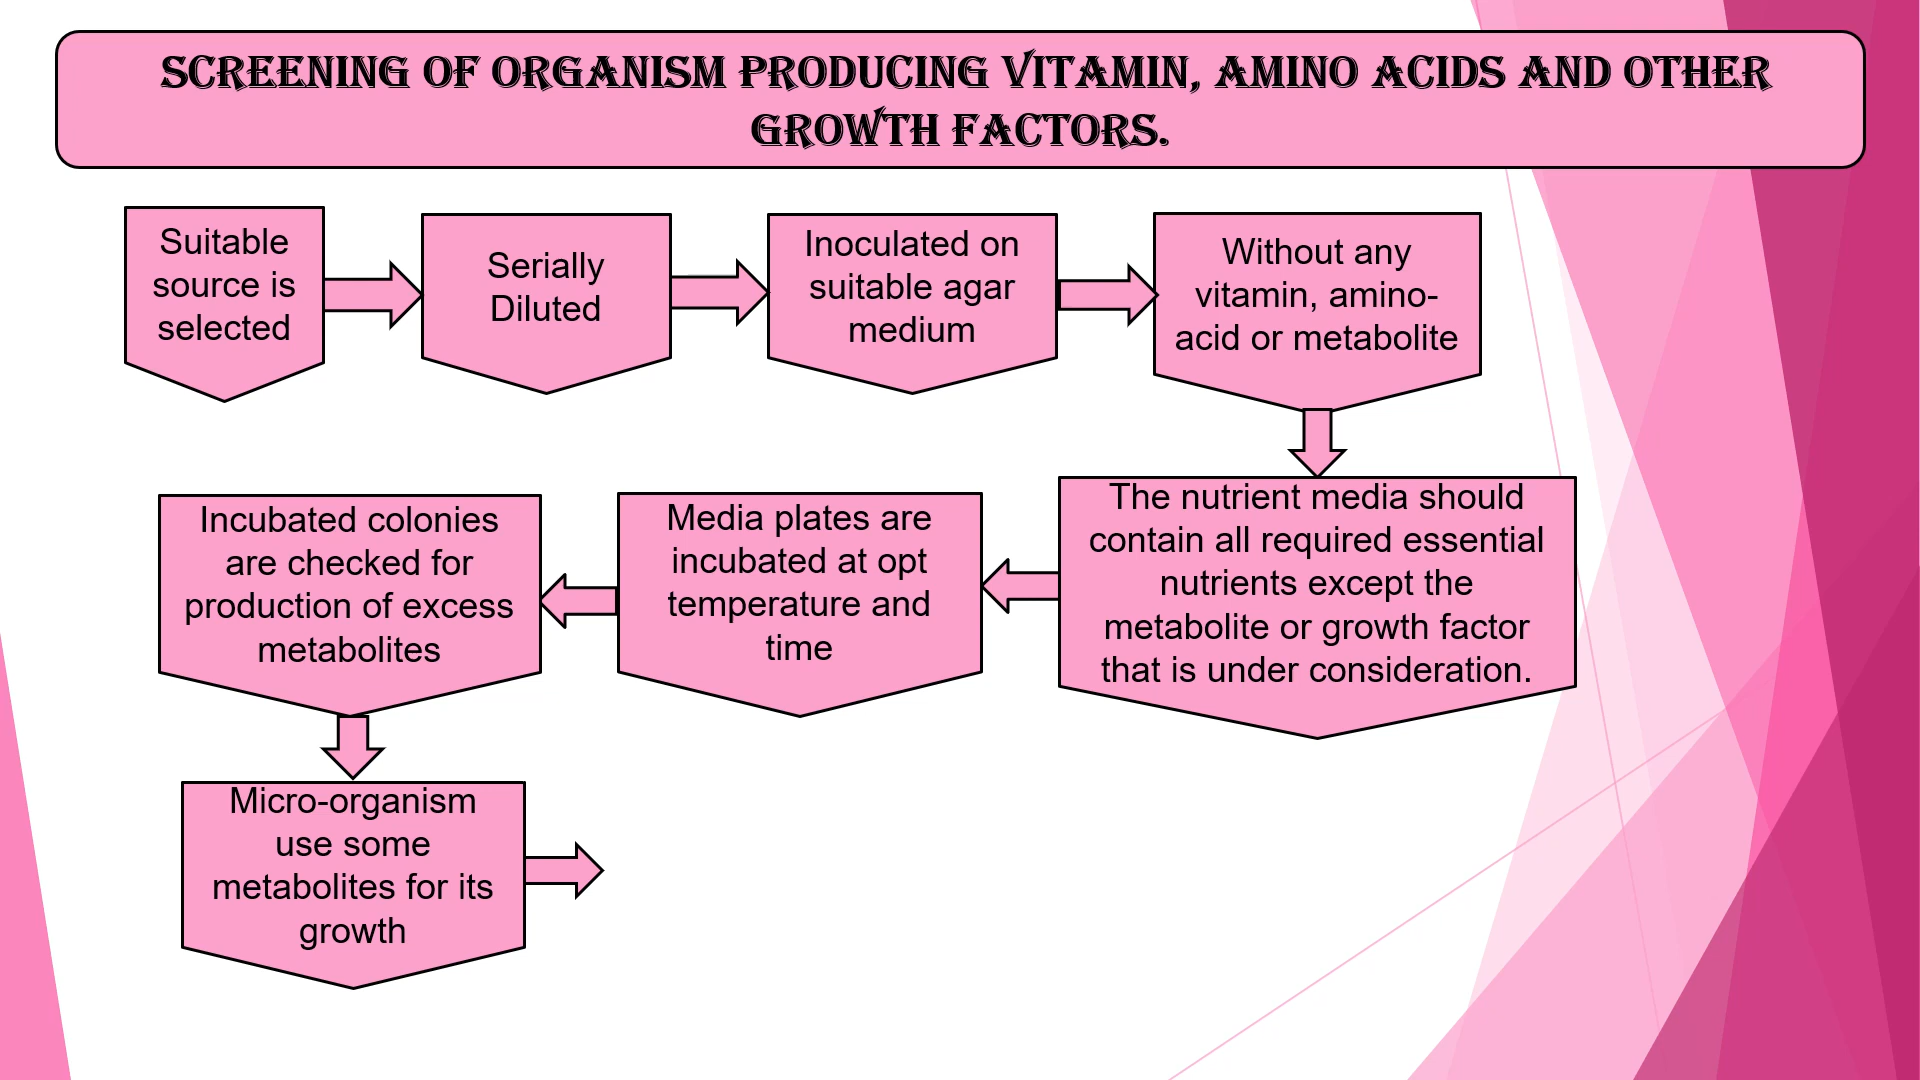 SCREENING OF ORGANISM PRODUCING VITAMIN, AMINO ACIDS AND OTHER
GROWTH FACTORS.
Suitable
source is
selected
Serially
Diluted
Inoculated on
suitable agar
medium
Without any
vitamin, amino-
acid or metabolite
The nutrient media should
contain all required essential
nutrients except the
metabolite or growth factor
that is under consideration.
Media plates are
incubated at opt
temperature and
time
Incubated colonies
are checked for
production of excess
metabolites
Micro-organism
use some
metabolites for its
growth